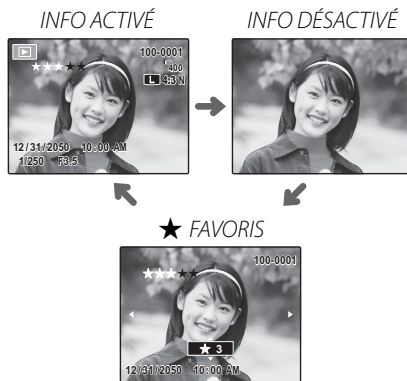 INFO ACTIVÉ
INFO DÉSACTIVÉ
100-0001
ISO 400
L 4:3 N
12/31/2050 10:00 AM
1/250 F3.5
★ FAVORIS
100-0001
★ 3
12/31/2050 10:00 AM